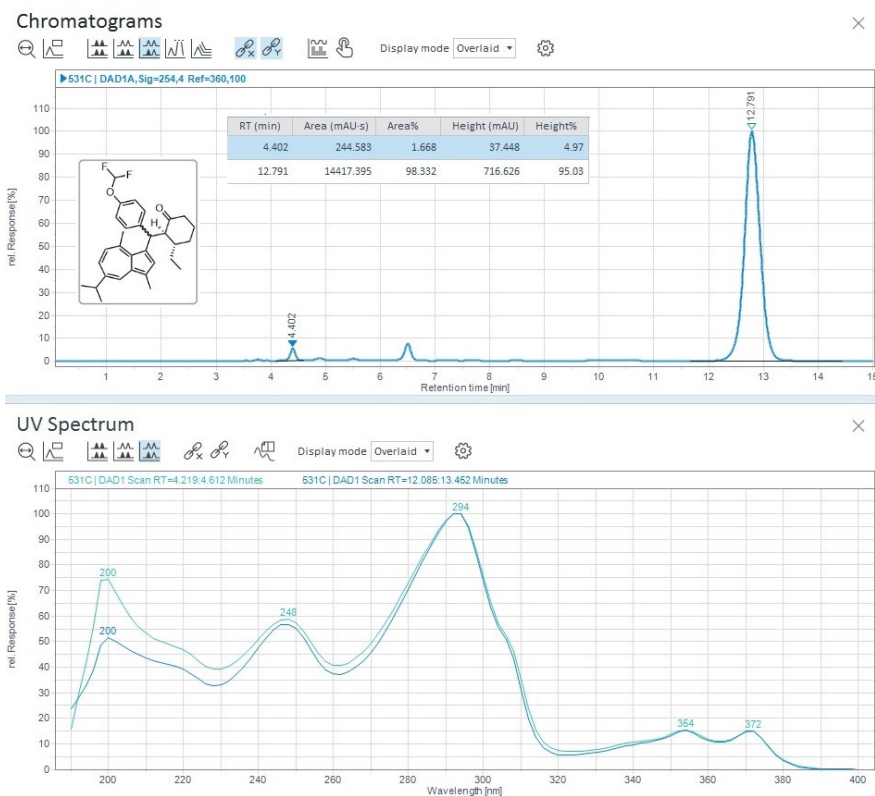 Chromatograms
Display mode Overlaid
531C | DAD1A,Sig=254,4 Ref=360,100
rel.Response[%]
110
100
90
80
70
60
50
40
30
20
10
0
RT (min) Area (mAU·s) Area% Height (mAU) Height%
4.402 244.583 1.668 37.448 4.97
12.791 14417.395 98.332 716.626 95.03
F
F
O
O
H
4.402
12.791
1 2 3 4 5 6 7 8 9 10 11 12 13 14 15
Retention time [min]
UV Spectrum
Display mode Overlaid
531C | DAD1 Scan RT=4.219:4.612 Minutes 531C | DAD1 Scan RT=12.085:13.452 Minutes
rel.Response[%]
110
100
90
80
70
60
50
40
30
20
10
0
200
200
248
294
354
372
200 220 240 260 280 300 320 340 360 380 400
Wavelength [nm]